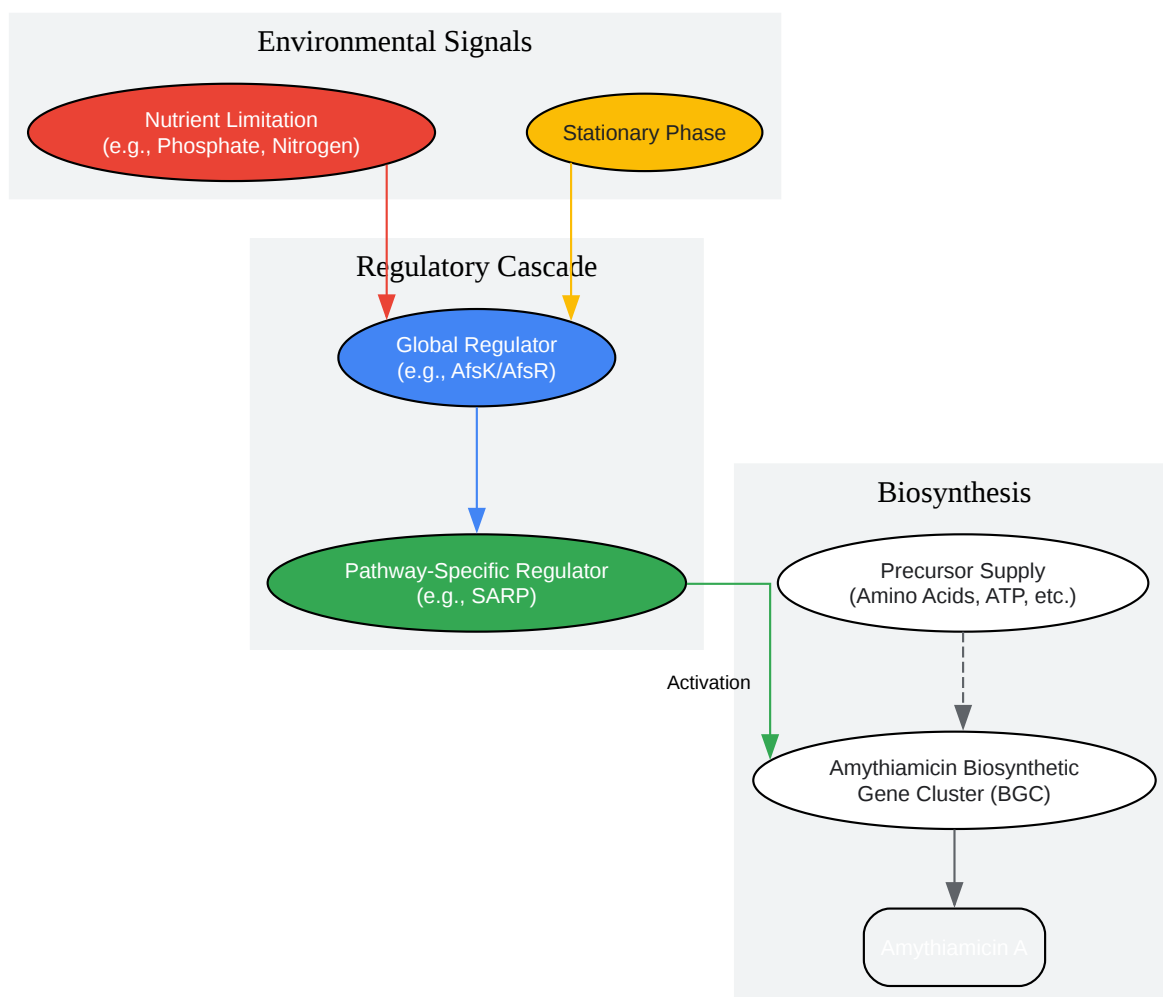 Environmental Signals
Nutrient Limitation
(e.g., Phosphate, Nitrogen)
Stationary Phase
Regulatory Cascade
Global Regulator
(e.g., AfsK/AfsR)
Biosynthesis
Pathway-Specific Regulator
(e.g., SARP)
Precursor Supply
(Amino Acids, ATP, etc.)
Activation
Amythiamicin Biosynthetic
Gene Cluster (BGC)
Amythiamicin A